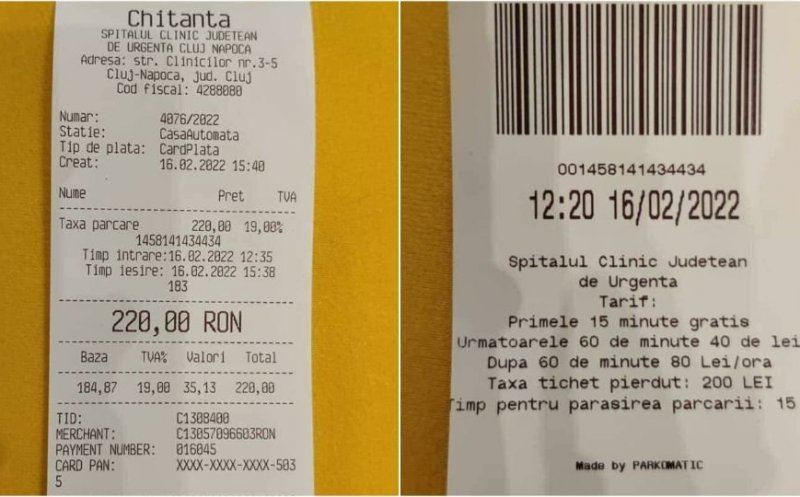 Chitanta
SPITALUL CLINIC JUDETEAN
DE URGENTA CLUJ NAPOCA
Adresa: str. Clinicilor nr.3-5
Cluj-Napoca, jud. Cluj
Cod fiscal: 4288080
Numar: 4076/2022
Statie: CasaAutomata
Tip de plata: CardPlata
Creat: 16.02.2022 15:40
Nume Pret TVA
Taxa parcare 220,00 19,00%
1458141434434
Timp intrare:16.02.2022 12:35
Timp iesire: 16.02.2022 15:38
183
220,00 RON
Baza TVA% Valori Total
184,87 19,00 35,13 220,00
TID: C1308400
MERCHANT: C13057096603RON
PAYMENT NUMBER: 016045
CARD PAN: XXXX-XXXX-XXXX-503
5
001458141434434
12:20 16/02/2022
Spitalul Clinic Judetean
de Urgenta
Tarif:
Primele 15 minute gratis
Urmatoarele 60 de minute 40 de lei
Dupa 60 de minute 80 Lei/ora
Taxa tichet pierdut: 200 LEI
Timp pentru parasirea parcarii: 15
Made by PARKOMATIC